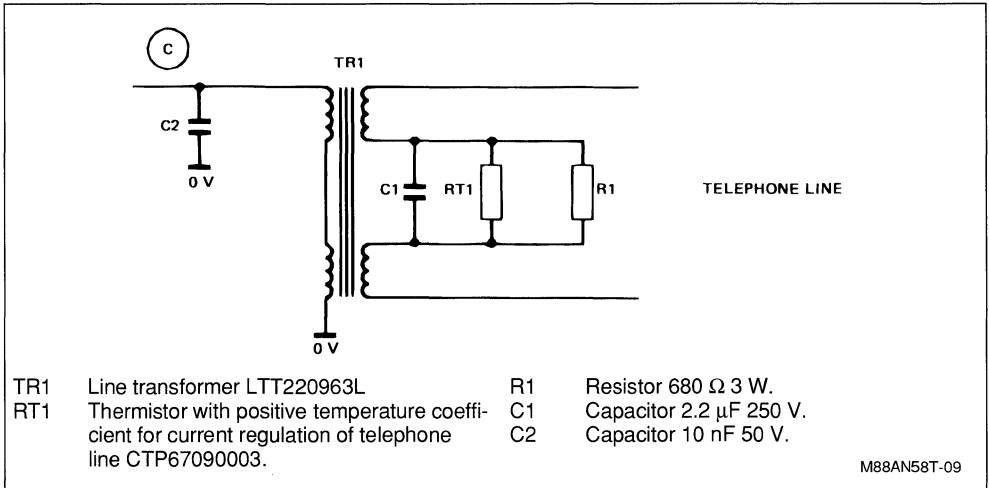 C
TR1
C2
0 V
C1
RT1
R1
TELEPHONE LINE
0 V
TR1 Line transformer LTT220963L
RT1 Thermistor with positive temperature coeffi-
cient for current regulation of telephone
line CTP67090003.
R1 Resistor 680 Ω 3 W.
C1 Capacitor 2.2 μF 250 V.
C2 Capacitor 10 nF 50 V.
M88AN58T-09